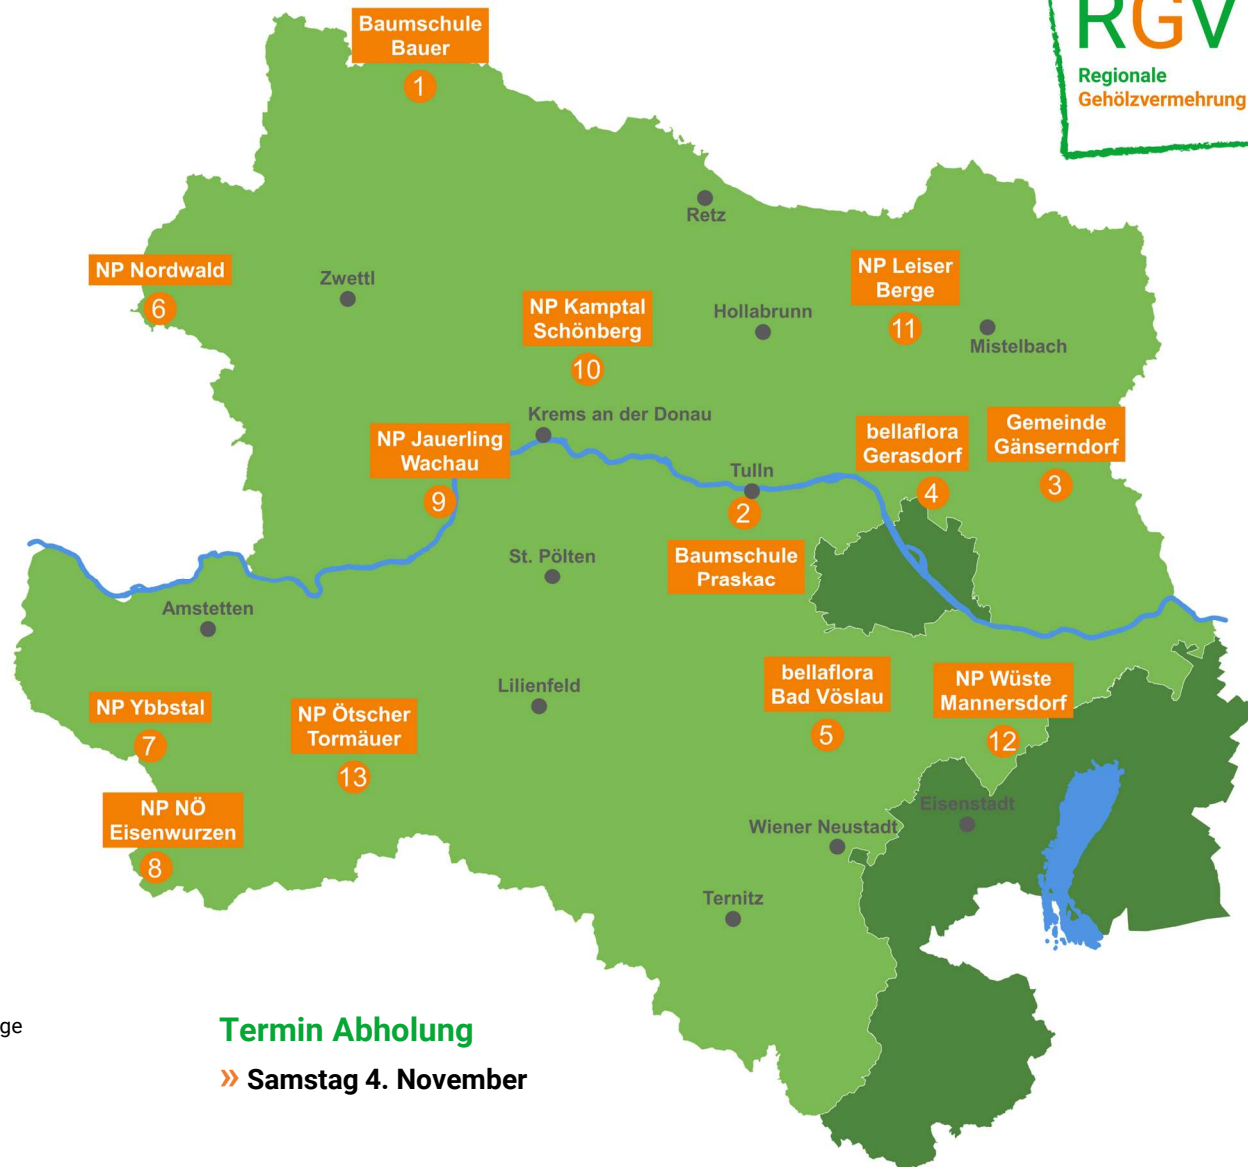 Baumschule
Bauer
1
RGV
Regionale
Gehölzvermehrung
Retz
NP Nordwald
6
Zwettl
NP Kamptal
Schönberg
10
Hollabrunn
NP Leiser
Berge
11
Mistelbach
Krems an der Donau
NP Jauerling
Wachau
9
Tulln
2
Baumschule
Praskac
bellaflora
Gerasdorf
4
Gemeinde
Gänserndorf
3
St. Pölten
Amstetten
Lilienfeld
NP Ybbstal
7
NP Ötscher
Tormäuer
13
bellaflora
Bad Vöslau
5
NP Wüste
Mannersdorf
12
NP NÖ
Eisenwurzen
8
Eisenstadt
Wiener Neustadt
Ternitz
ge
Termin Abholung
» Samstag 4. November